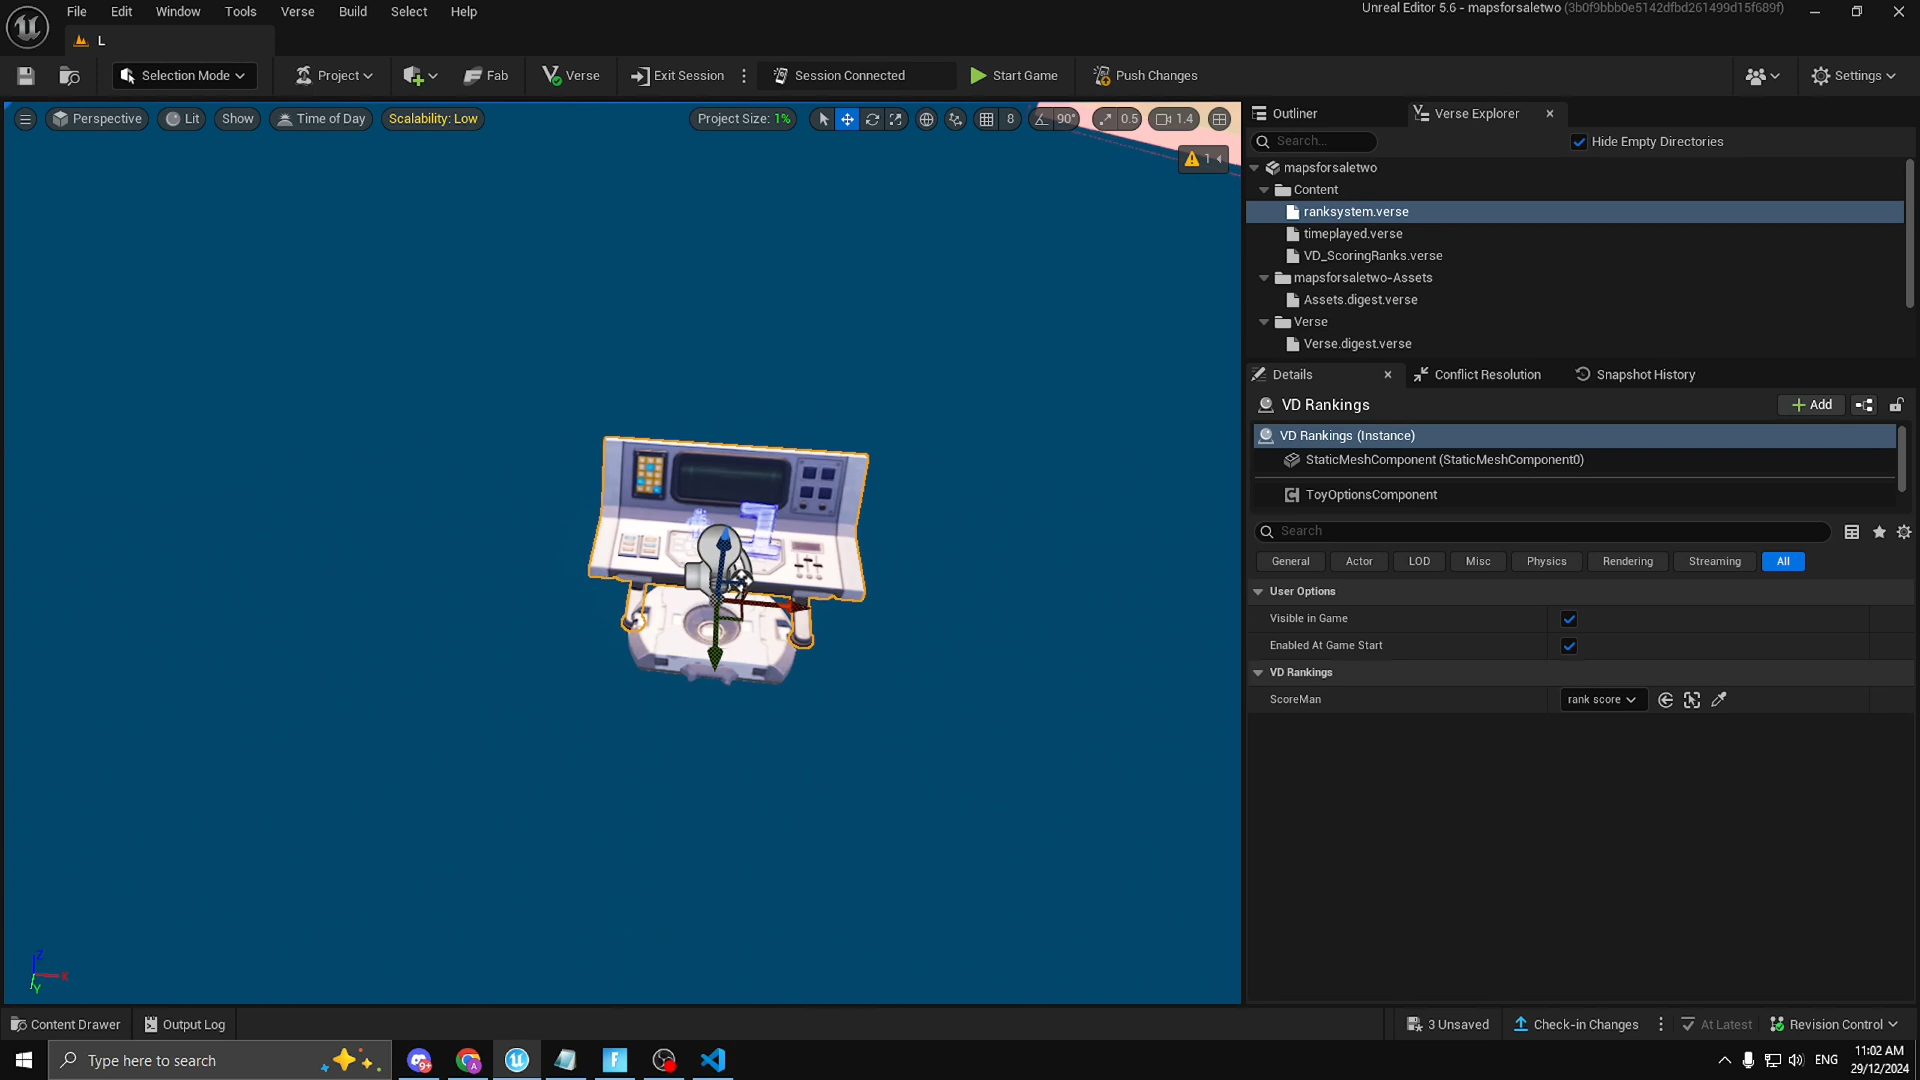 File Edit Window Tools Verse Build Select Help
Unreal Editor 5.6 - mapsforsaletwo (3b0f9bbb0e5142dfbd261499d15f689f)
L
Selection Mode
Project
Fab
Verse
Exit Session
Session Connected
Start Game
Push Changes
Settings
Perspective
Lit
Show
Time of Day
Scalability: Low
Project Size: 1%
8
90°
0.5
1.4
1
Outliner
Verse Explorer
Search...
Hide Empty Directories
mapsforsaletwo
Content
ranksystem.verse
timeplayed.verse
VD_ScoringRanks.verse
mapsforsaletwo-Assets
Assets.digest.verse
Verse
Verse.digest.verse
Details
Conflict Resolution
Snapshot History
VD Rankings
Add
VD Rankings (Instance)
StaticMeshComponent (StaticMeshComponent0)
ToyOptionsComponent
Search
General Actor LOD Misc Physics Rendering Streaming All
User Options
Visible in Game
Enabled At Game Start
VD Rankings
ScoreMan
rank score
Z
X
Y
Content Drawer
Output Log
3 Unsaved
Check-in Changes
At Latest
Revision Control
Type here to search
9+
A
F
ENG
11:02 AM
29/12/2024